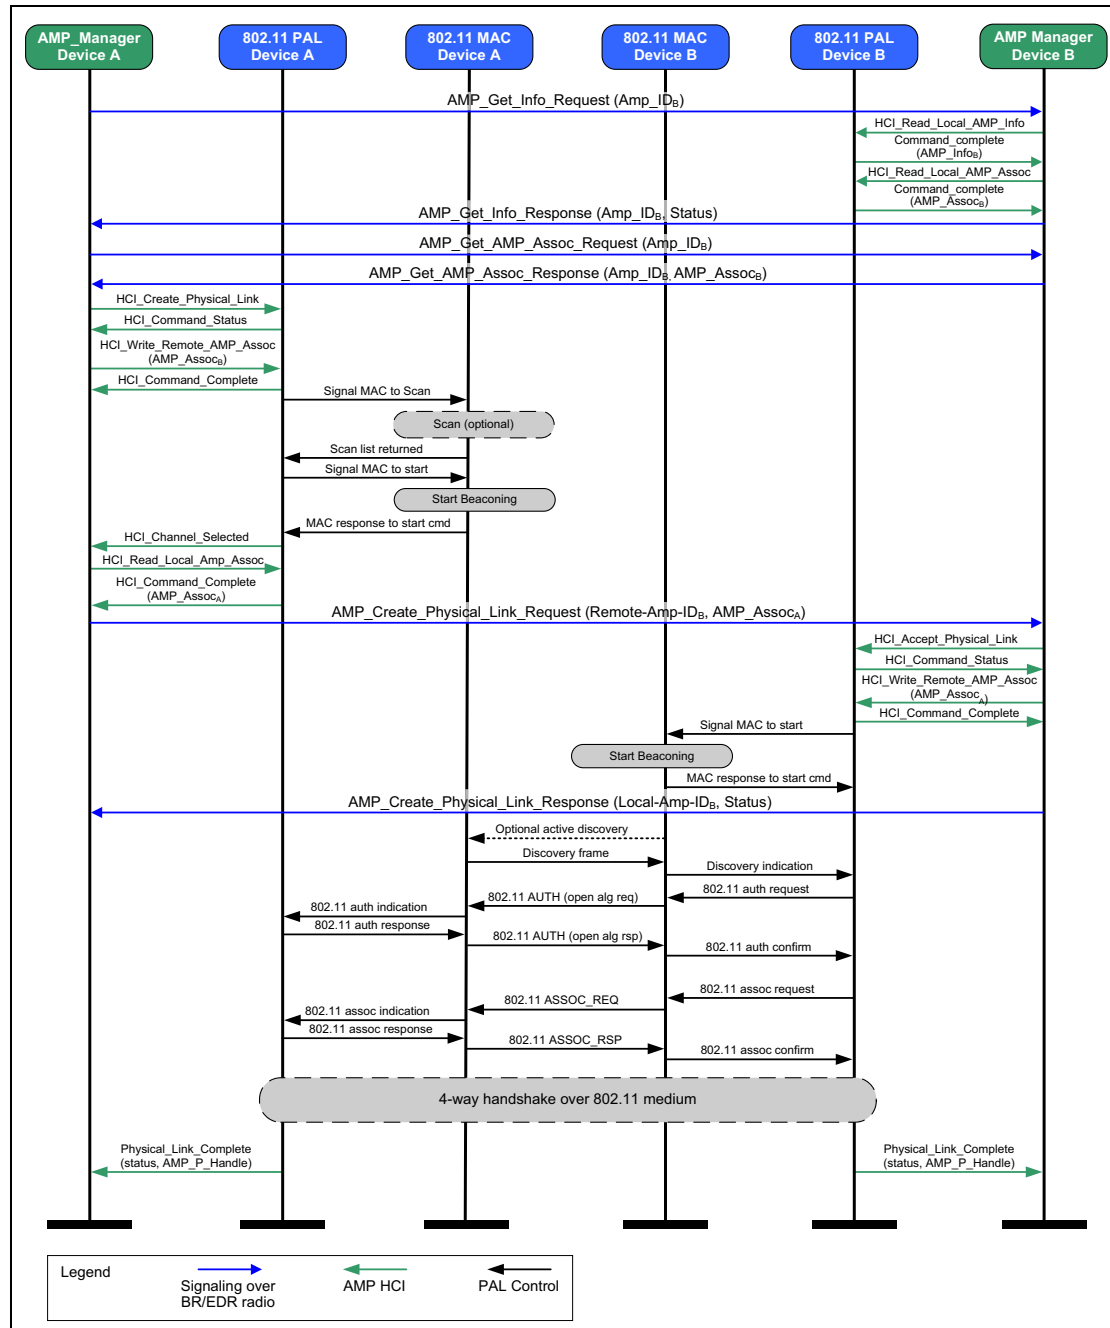 AMP_Manager
Device A
802.11 PAL
Device A
802.11 MAC
Device A
802.11 MAC
Device B
802.11 PAL
Device B
AMP Manager
Device B
AMP_Get_Info_Request (Amp_IDB)
HCI_Read_Local_AMP_Info
Command_complete
(AMP_InfoB)
HCI_Read_Local_AMP_Assoc
Command_complete
(AMP_AssocB)
AMP_Get_Info_Response (Amp_IDB, Status)
AMP_Get_AMP_Assoc_Request (Amp_IDB)
AMP_Get_AMP_Assoc_Response (Amp_IDB, AMP_AssocB)
HCI_Create_Physical_Link
HCI_Command_Status
HCI_Write_Remote_AMP_Assoc
(AMP_AssocB)
HCI_Command_Complete
Signal MAC to Scan
Scan (optional)
Scan list returned
Signal MAC to start
Start Beaconing
MAC response to start cmd
HCI_Channel_Selected
HCI_Read_Local_Amp_Assoc
HCI_Command_Complete
(AMP_AssocA)
AMP_Create_Physical_Link_Request (Remote-Amp-IDB, AMP_AssocA)
HCI_Accept_Physical_Link
HCI_Command_Status
HCI_Write_Remote_AMP_Assoc
(AMP_AssocA)
HCI_Command_Complete
Signal MAC to start
Start Beaconing
MAC response to start cmd
AMP_Create_Physical_Link_Response (Local-Amp-IDB, Status)
Optional active discovery
Discovery frame
Discovery indication
802.11 auth request
802.11 AUTH (open alg req)
802.11 auth indication
802.11 auth response
802.11 AUTH (open alg rsp)
802.11 auth confirm
802.11 assoc request
802.11 ASSOC_REQ
802.11 assoc indication
802.11 assoc response
802.11 ASSOC_RSP
802.11 assoc confirm
4-way handshake over 802.11 medium
Physical_Link_Complete
(status, AMP_P_Handle)
Physical_Link_Complete
(status, AMP_P_Handle)
Legend
Signaling over
BR/EDR radio
AMP HCI
PAL Control